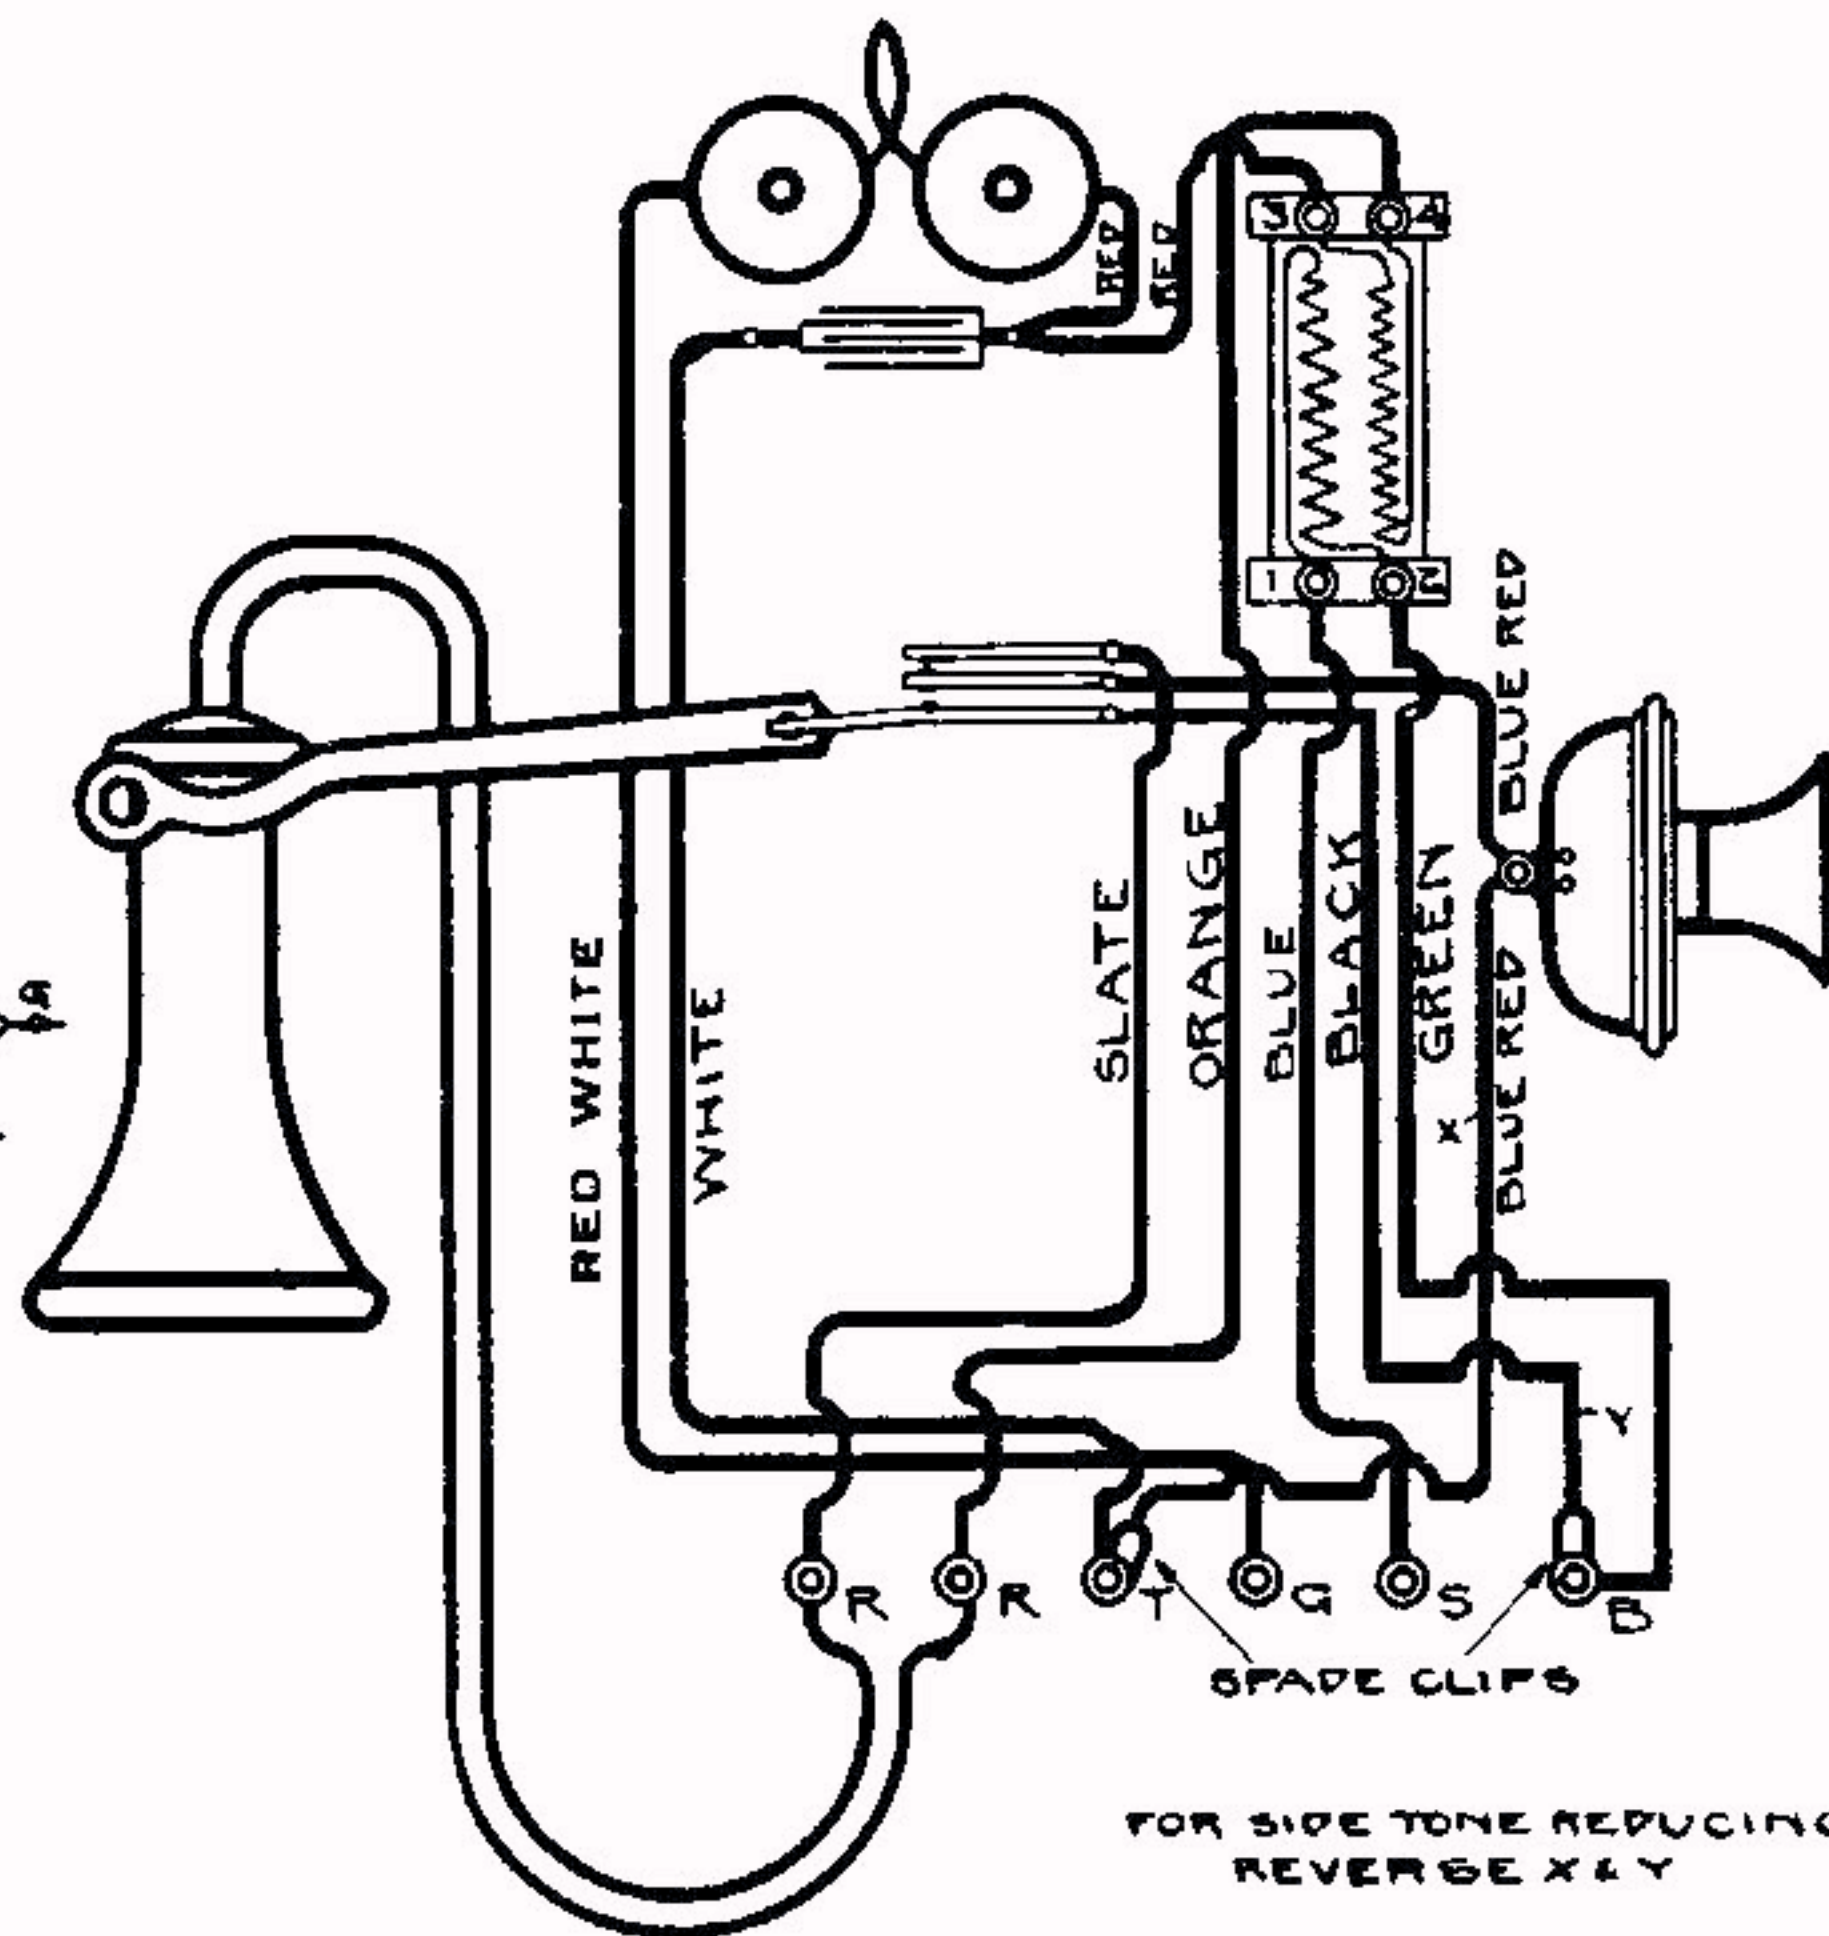 RED
RED
3
4
1
2
BLUE RED
SLATE
ORANGE
BLUE
BLACK
GREEN
RED WHITE
WHITE
BLUE RED
X
Y
R
R
T
G
S
B
SPADE CLIPS
FOR SIDE TONE REDUCING
REVERSE X & Y